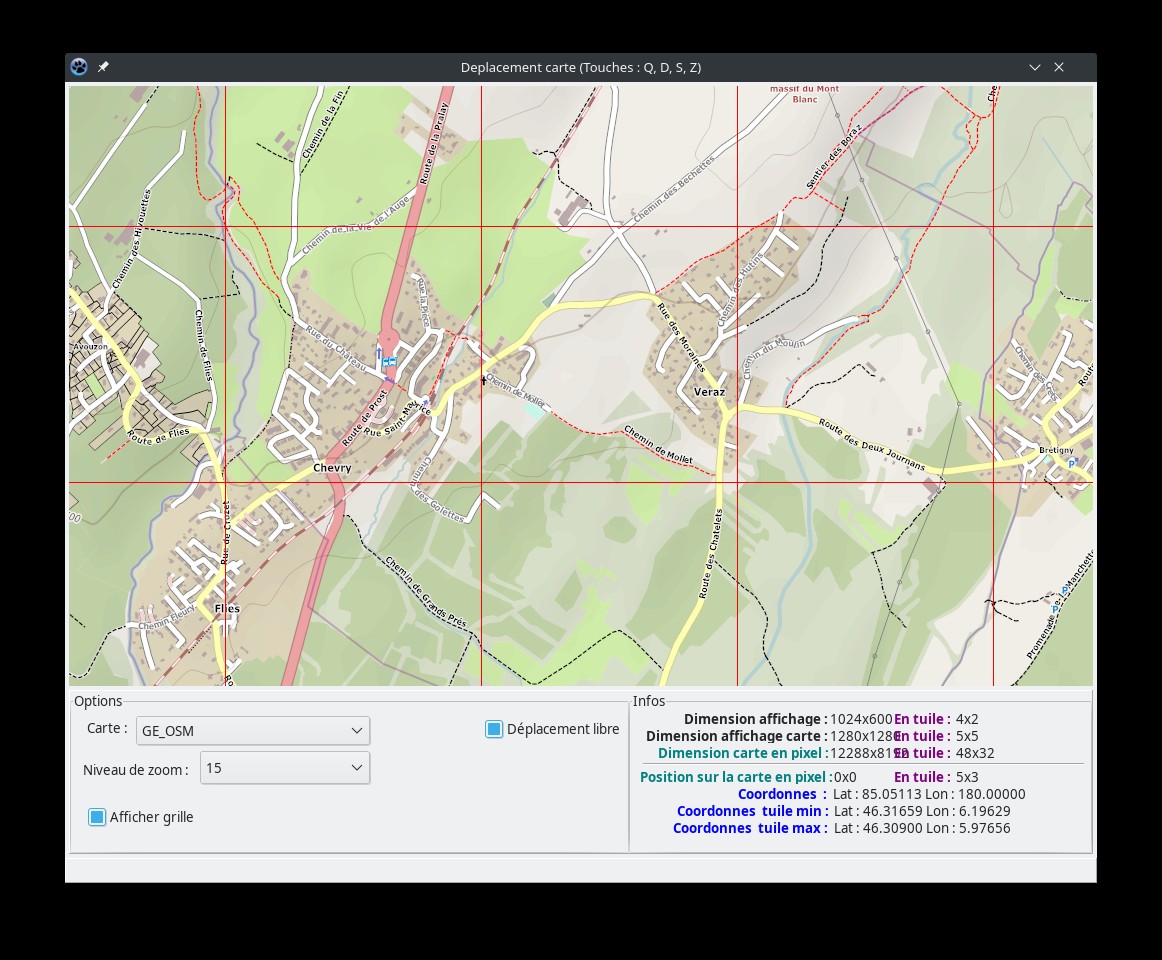 Deplacement carte (Touches : Q, D, S, Z)
massif du Mont
Blanc
Chemin de la Fin
Route de la Pralay
Sentier des Boraz
Chemin des Bechettes
Chemin des Hirouettes
Chemin de la Vie de l'Auge
Chemin des Hutins
Rue la Pièce
Chemin de Flies
Rue du Château
Rue des Moraines
Chemin du Moulin
Avouzon
Chemin des Crêts
Chemin de Mollet
Veraz
Route de Prost
Rue Saint-Maurice
Route de Flies
Chemin de Mollet
Route des Deux Journans
Brétigny
P
Chevry
Chemin des Golettes
Rue de Crozet
Route des Chatelets
Chemin de Grands Prés
Flies
Chemin Fleury
P
P
Promenade de la Manchette
Options
Infos
Carte :
GE_OSM
Déplacement libre
Niveau de zoom :
15
Afficher grille
Dimension affichage : 1024x600 En tuile : 4x2
Dimension affichage carte : 1280x1280 En tuile : 5x5
Dimension carte en pixel : 12288x8192 En tuile : 48x32
Position sur la carte en pixel : 0x0 En tuile : 5x3
Coordonnes : Lat : 85.05113 Lon : 180.00000
Coordonnes tuile min : Lat : 46.31659 Lon : 6.19629
Coordonnes tuile max : Lat : 46.30900 Lon : 5.97656